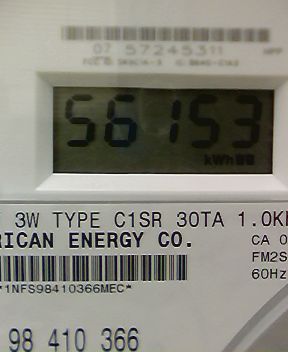 07 57245311
56153
kWh
3W TYPE C1SR 30TA 1.0K
RICAN ENERGY CO.
CA 0
FM2S
60Hz
*1NFS98410366MEC*
98 410 366